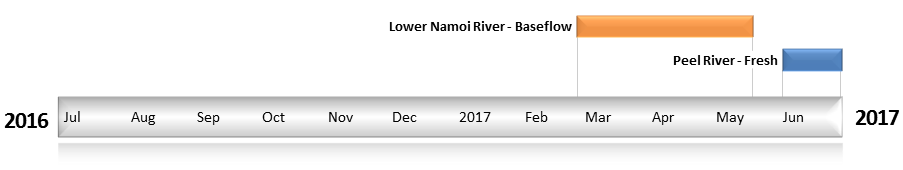 Lower Namoi River - Baseflow
Peel River - Fresh
2016 Jul Aug Sep Oct Nov Dec 2017 Feb Mar Apr May Jun 2017